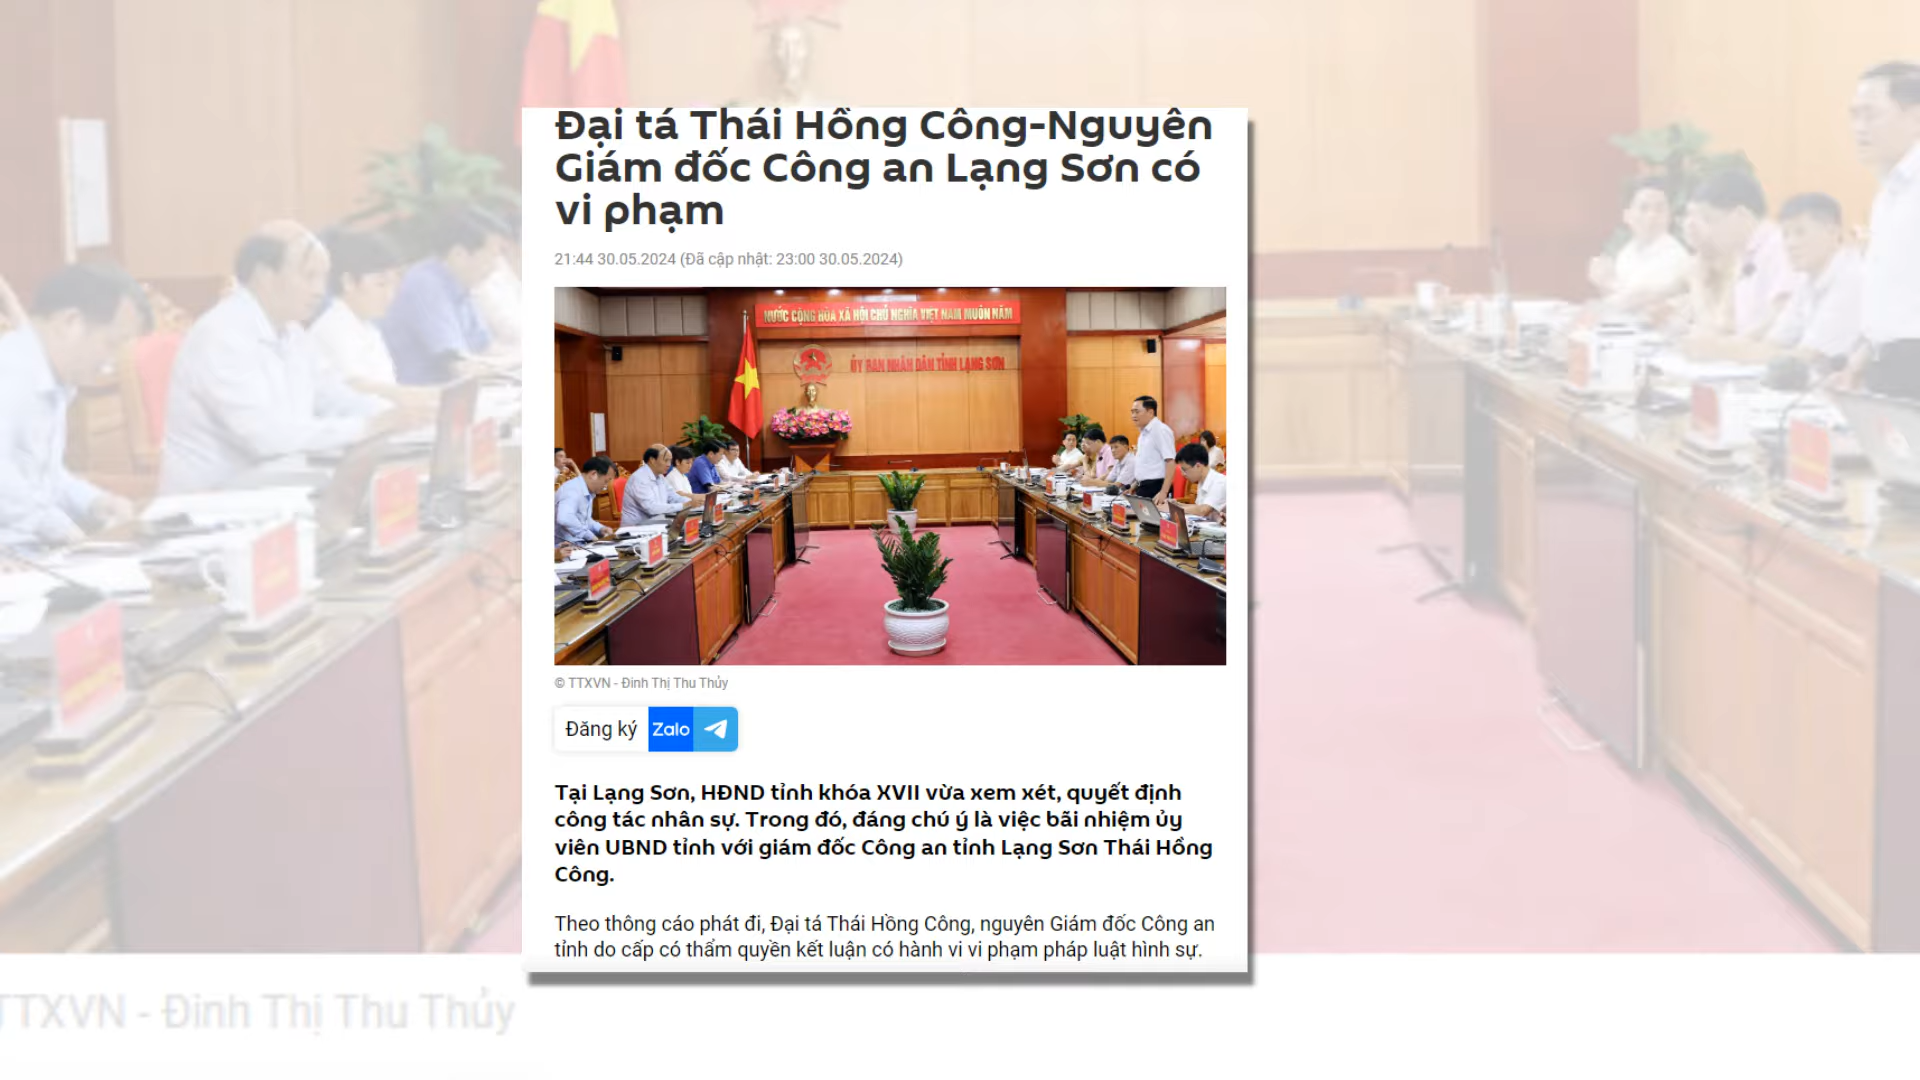 Đại tá Thái Hồng Công-Nguyên
Giám đốc Công an Lạng Sơn có
vi phạm
21:44 30.05.2024 (Đã cập nhật: 23:00 30.05.2024)
NƯỚC CỘNG HÒA XÃ HỘI CHỦ NGHĨA VIỆT NAM MUÔN NĂM
ỦY BAN NHÂN DÂN TỈNH LẠNG SƠN
© TTXVN - Đinh Thị Thu Thủy
Đăng ký Zalo
Tại Lạng Sơn, HĐND tỉnh khóa XVII vừa xem xét, quyết định
công tác nhân sự. Trong đó, đáng chú ý là việc bãi nhiệm ủy
viên UBND tỉnh với giám đốc Công an tỉnh Lạng Sơn Thái Hồng
Công.
Theo thông cáo phát đi, Đại tá Thái Hồng Công, nguyên Giám đốc Công an
tỉnh do cấp có thẩm quyền kết luận có hành vi vi phạm pháp luật hình sự.
TTXVN - Đinh Thị Thu Thủy